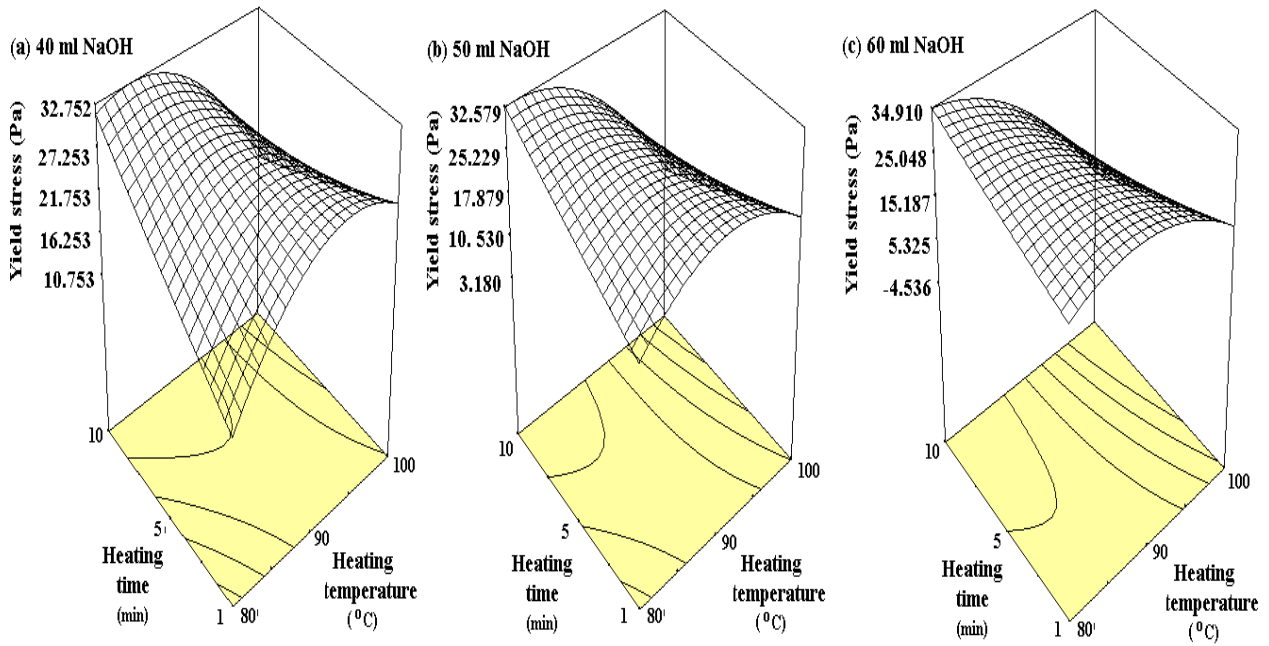 (a) 40 ml NaOH
Yield stress (Pa)
32.752
27.253
21.753
16.253
10.753
10
5
1
Heating
time
(min)
80
90
100
Heating
temperature
(⁰C)
(b) 50 ml NaOH
Yield stress (Pa)
32.579
25.229
17.879
10. 530
3.180
10
5
1
Heating
time
(min)
80
90
100
Heating
temperature
(⁰C)
(c) 60 ml NaOH
Yield stress (Pa)
34.910
25.048
15.187
5.325
-4.536
10
5
1
Heating
time
(min)
80
90
100
Heating
temperature
(⁰C)